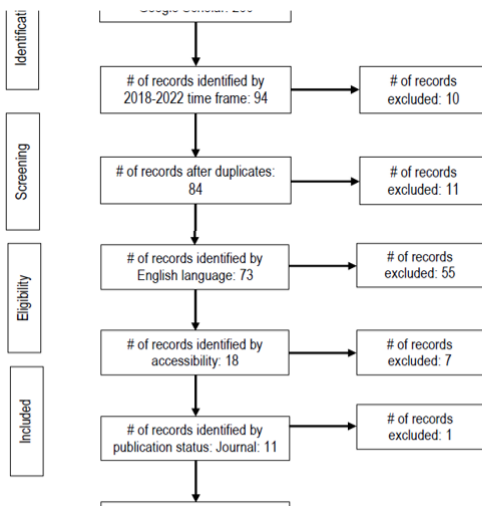 # of records identified by
2018-2022 time frame: 94
# of records
excluded: 10
Screening
# of records after duplicates:
84
# of records
excluded: 11
Eligibility
# of records identified by
English language: 73
# of records
excluded: 55
# of records identified by
accessibility: 18
# of records
excluded: 7
Included
# of records identified by
publication status: Journal: 11
# of records
excluded: 1